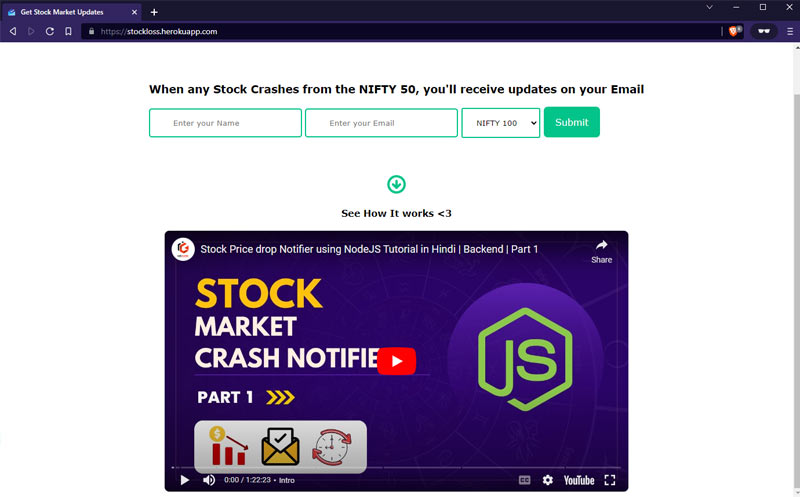 Get Stock Market Updates
https://stockloss.herokuapp.com
When any Stock Crashes from the NIFTY 50, you'll receive updates on your Email
Enter your Name
Enter your Email
NIFTY 100
Submit
See How It works <3
Stock Price drop Notifier using NodeJS Tutorial in Hindi | Backend | Part 1
Share
STOCK
MARKET
CRASH NOTIFIE
JS
PART 1
$
0:00 / 1:22:23 • Intro
CC
YouTube